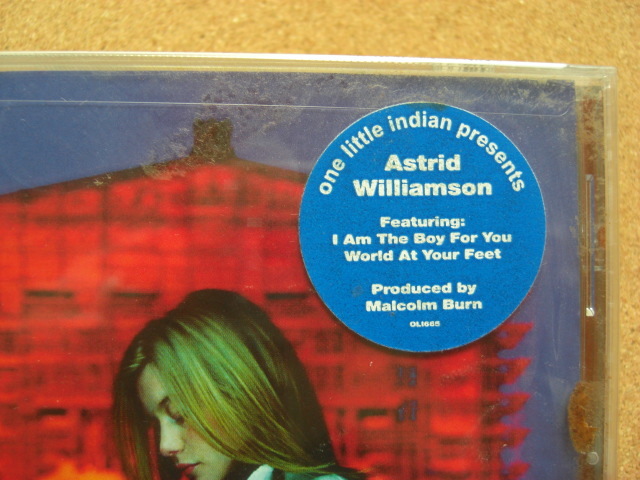 one little indian presents
Astrid
Williamson
Featuring:
I Am The Boy For You
World At Your Feet
Produced by
Malcolm Burn
OLI665